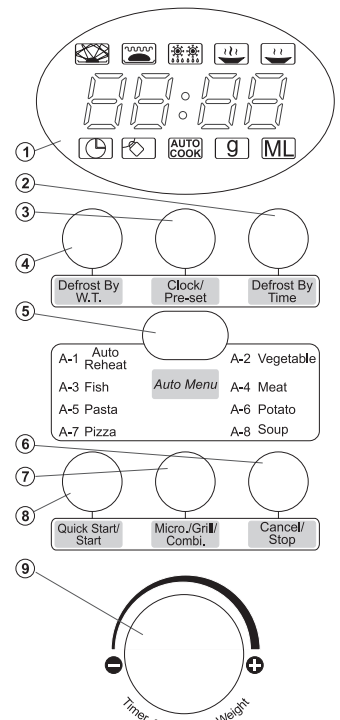 88:88
1
AUTO
COOK
g
ML
2
3
4
Defrost By
W.T.
Clock/
Pre-set
Defrost By
Time
5
A-1 Auto
Reheat
A-2 Vegetable
A-3 Fish
Auto Menu
A-4 Meat
A-5 Pasta
A-6 Potato
A-7 Pizza
A-8 Soup
6
7
8
Quick Start/
Start
Micro./Grill/
Combi.
Cancel/
Stop
9
Timer
Weight